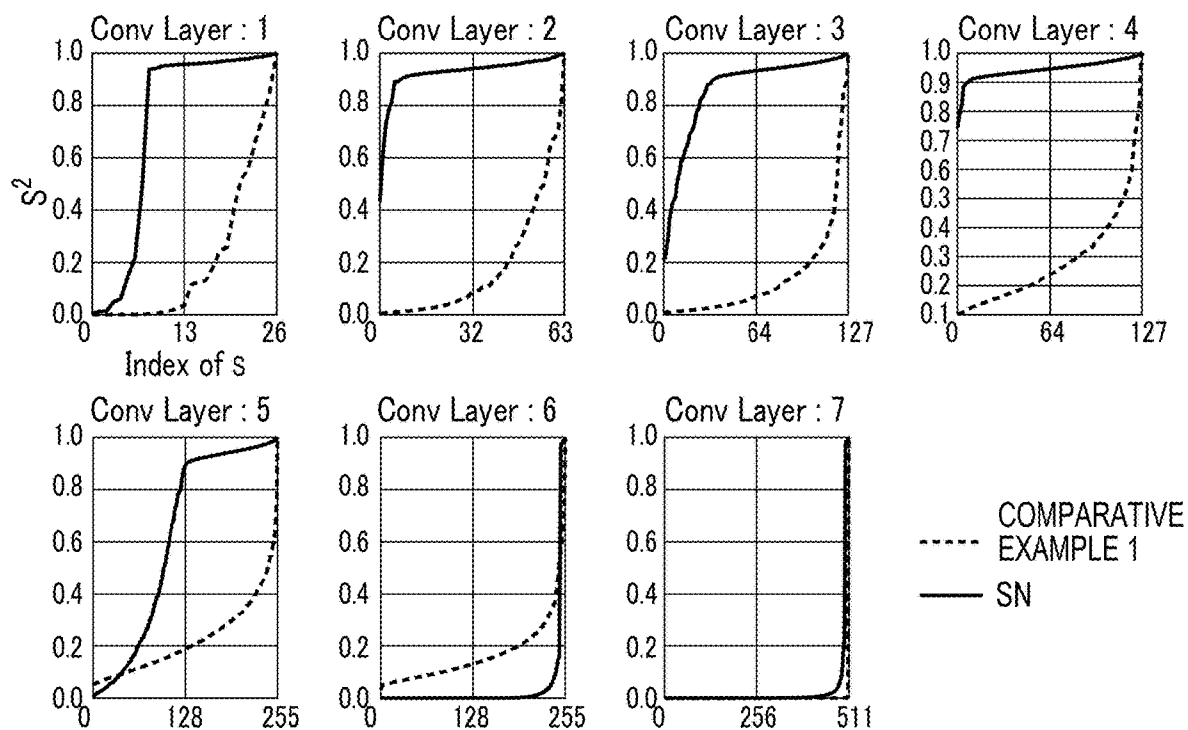 Conv Layer : 1
1.0
0.8
0.6
0.4
0.2
0.0
S2
0 13 26
Index of s
Conv Layer : 2
1.0
0.8
0.6
0.4
0.2
0.0
0 32 63
Conv Layer : 3
1.0
0.8
0.6
0.4
0.2
0.0
0 64 127
Conv Layer : 4
1.0
0.9
0.8
0.7
0.4
0.3
0.4
0.3
0.2
0.1
0 64 127
Conv Layer : 5
1.0
0.8
0.6
0.4
0.2
0.0
0 128 255
Conv Layer : 6
1.0
0.8
0.6
0.4
0.2
0.0
0 128 255
Conv Layer : 7
1.0
0.8
0.6
0.4
0.2
0.0
0 256 511
COMPARATIVE
EXAMPLE 1
SN